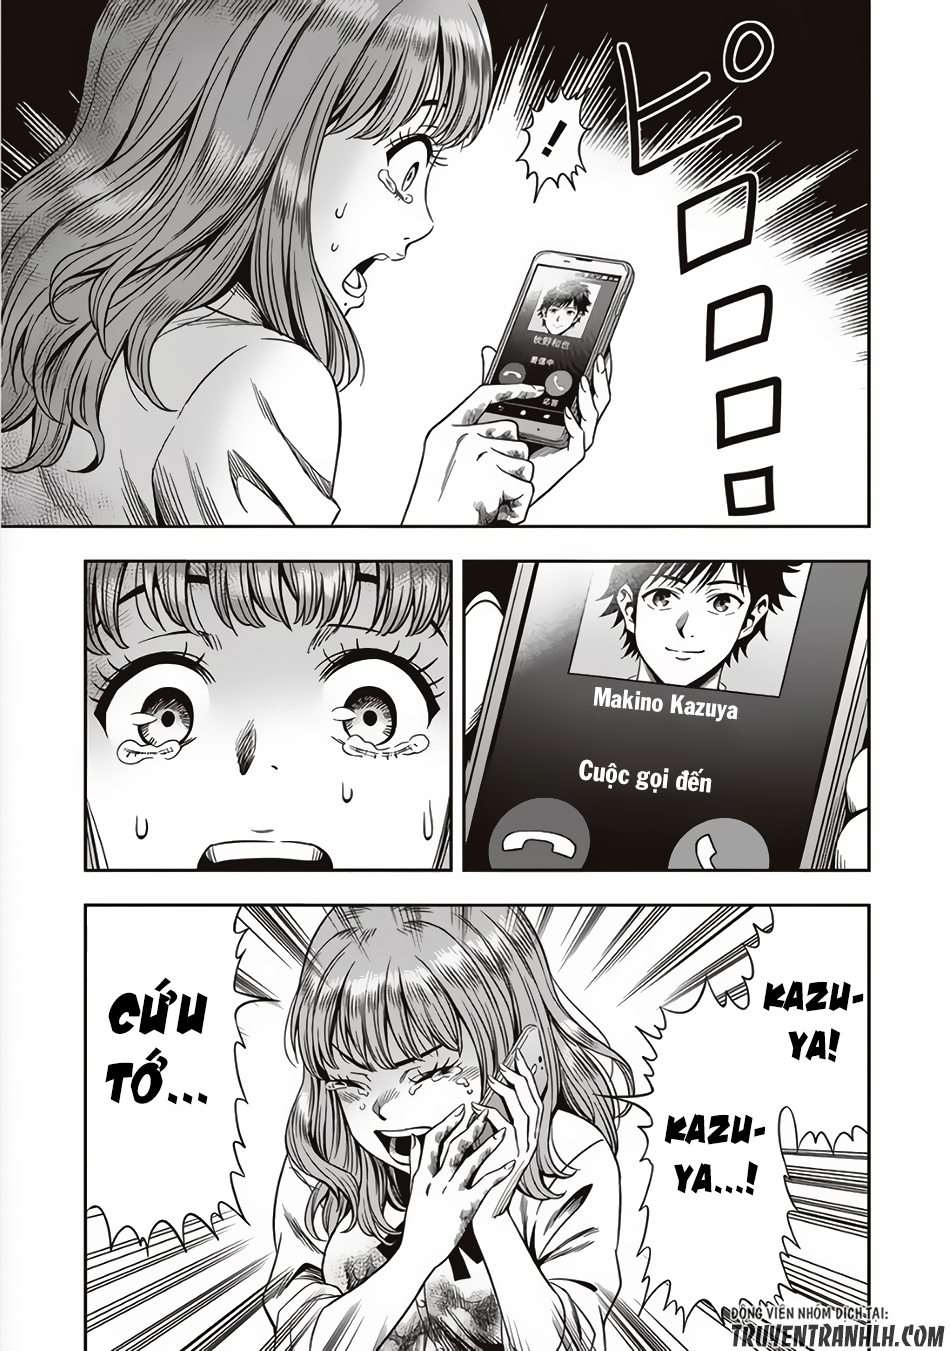 !
ピロロロロ
牧野和也
着信中
応答
Makino Kazuya
Cuộc gọi đến
KAZU-
YA!
KAZU-
YA...!
CỨU
TỚ...
ĐỘNG VIÊN NHÓM DỊCH TẠI:
TRUYENTRANHLH.COM